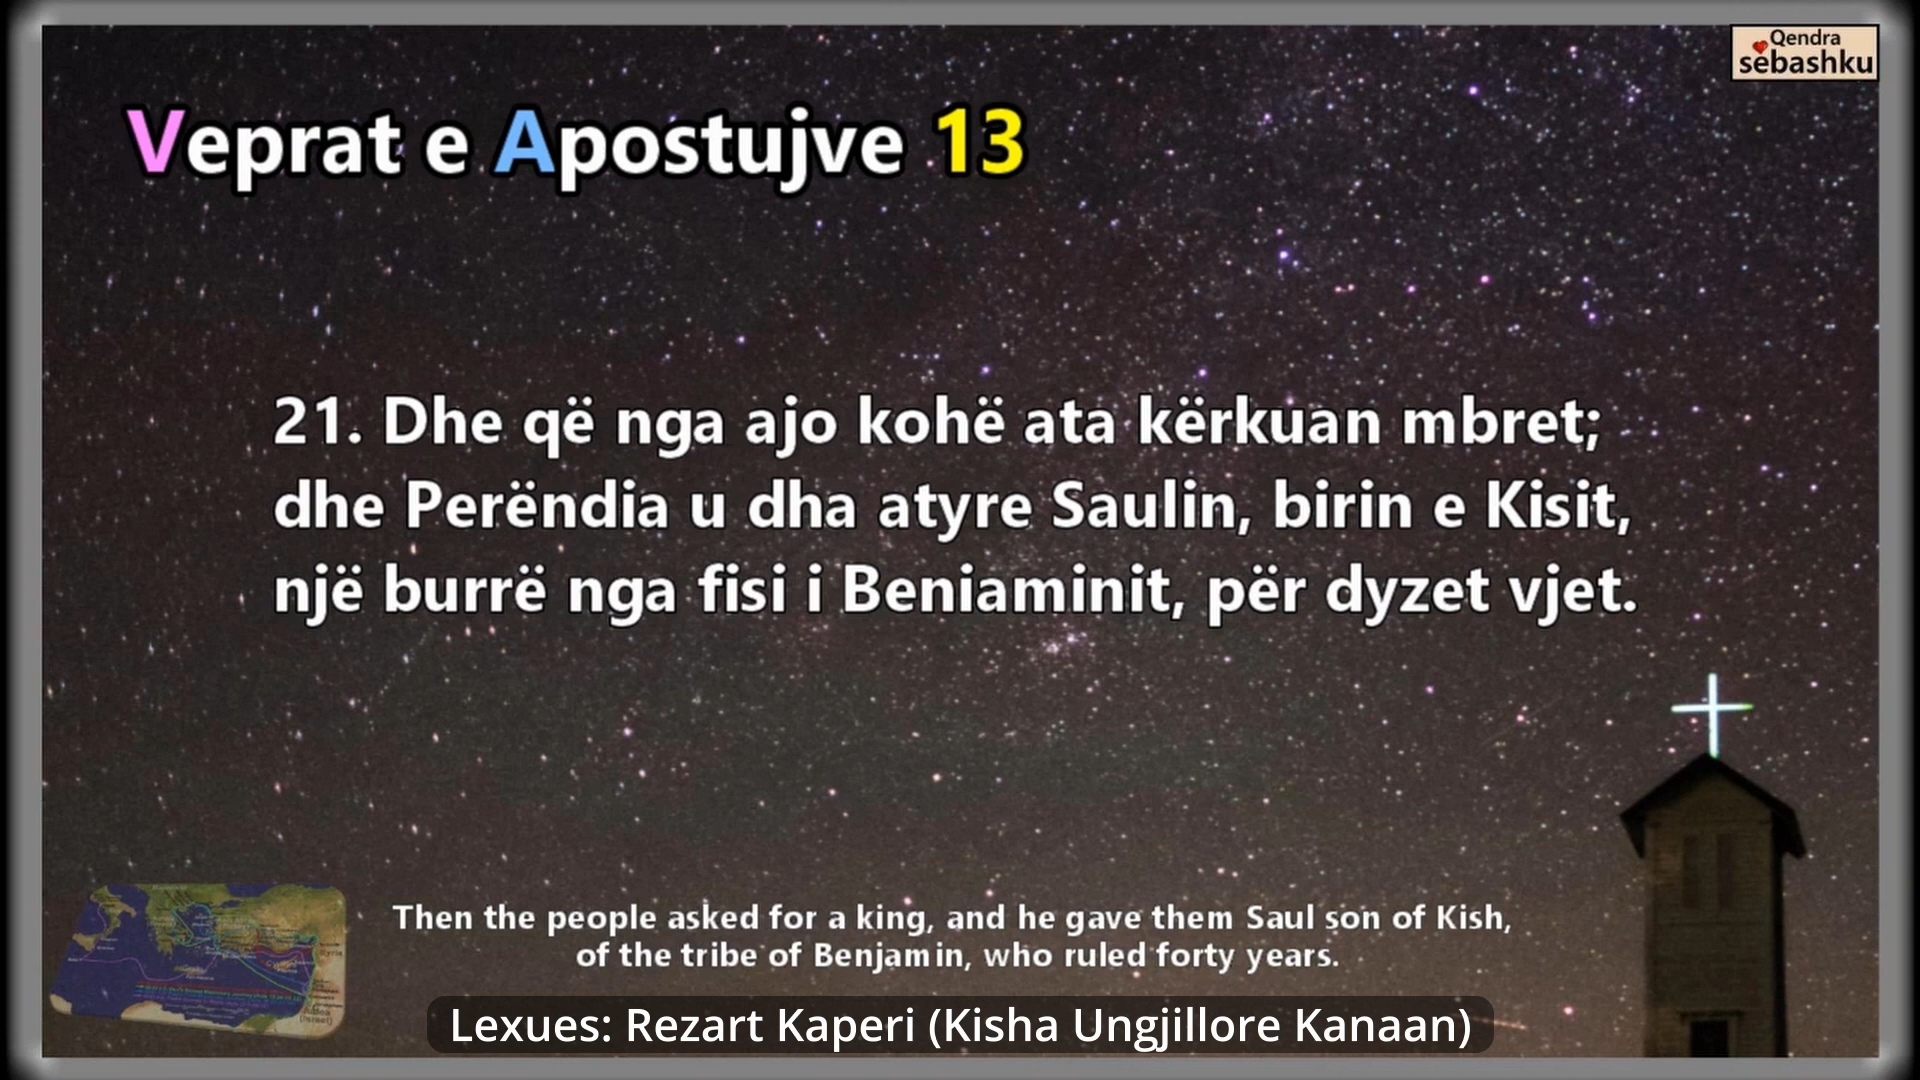 Qendra
sebashku
Veprat e Apostujve 13
21. Dhe që nga ajo kohë ata kërkuan mbret;
dhe Perëndia u dha atyre Saulin, birin e Kisit,
një burrë nga fisi i Beniaminit, për dyzet vjet.
Then the people asked for a king, and he gave them Saul son of Kish,
of the tribe of Benjamin, who ruled forty years.
Lexues: Rezart Kaperi (Kisha Ungjillore Kanaan)